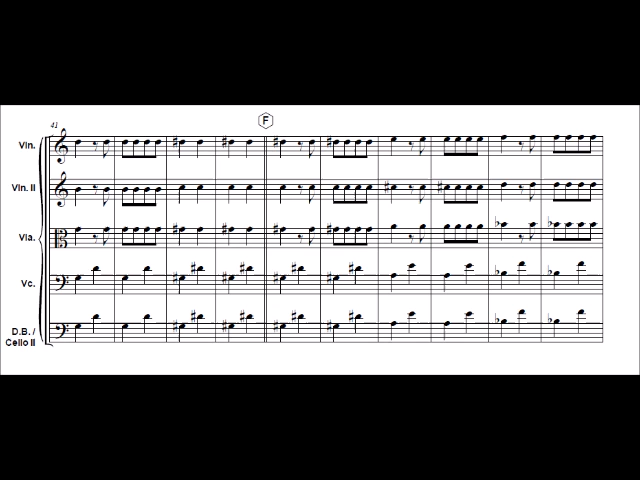 41
F
Vln.
Vln. II
Vla.
Vc.
D.B. /
Cello II